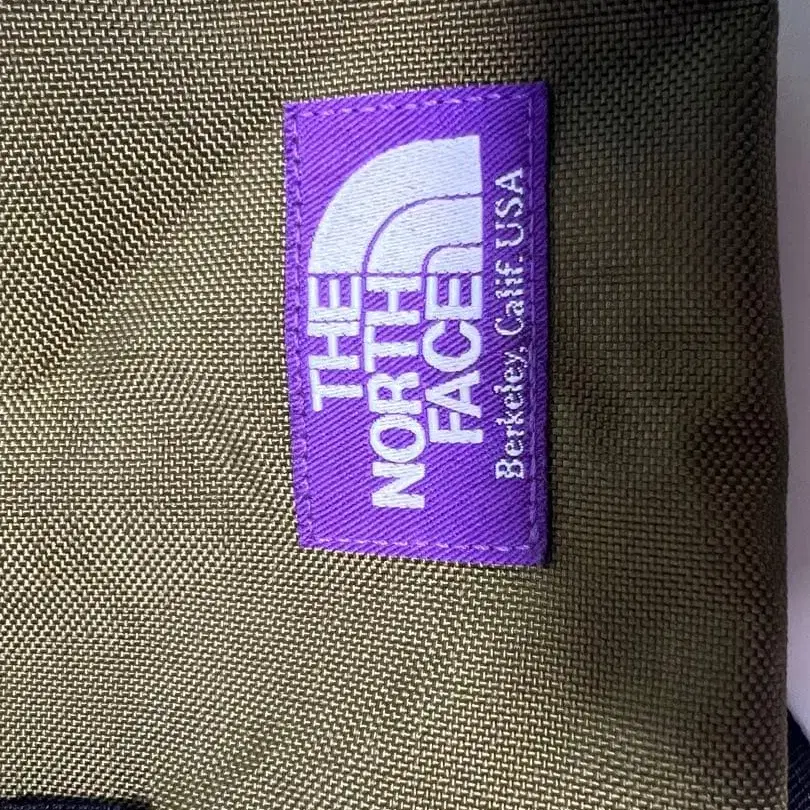 THE
NORTH
FACE
Berkeley, Calif. USA